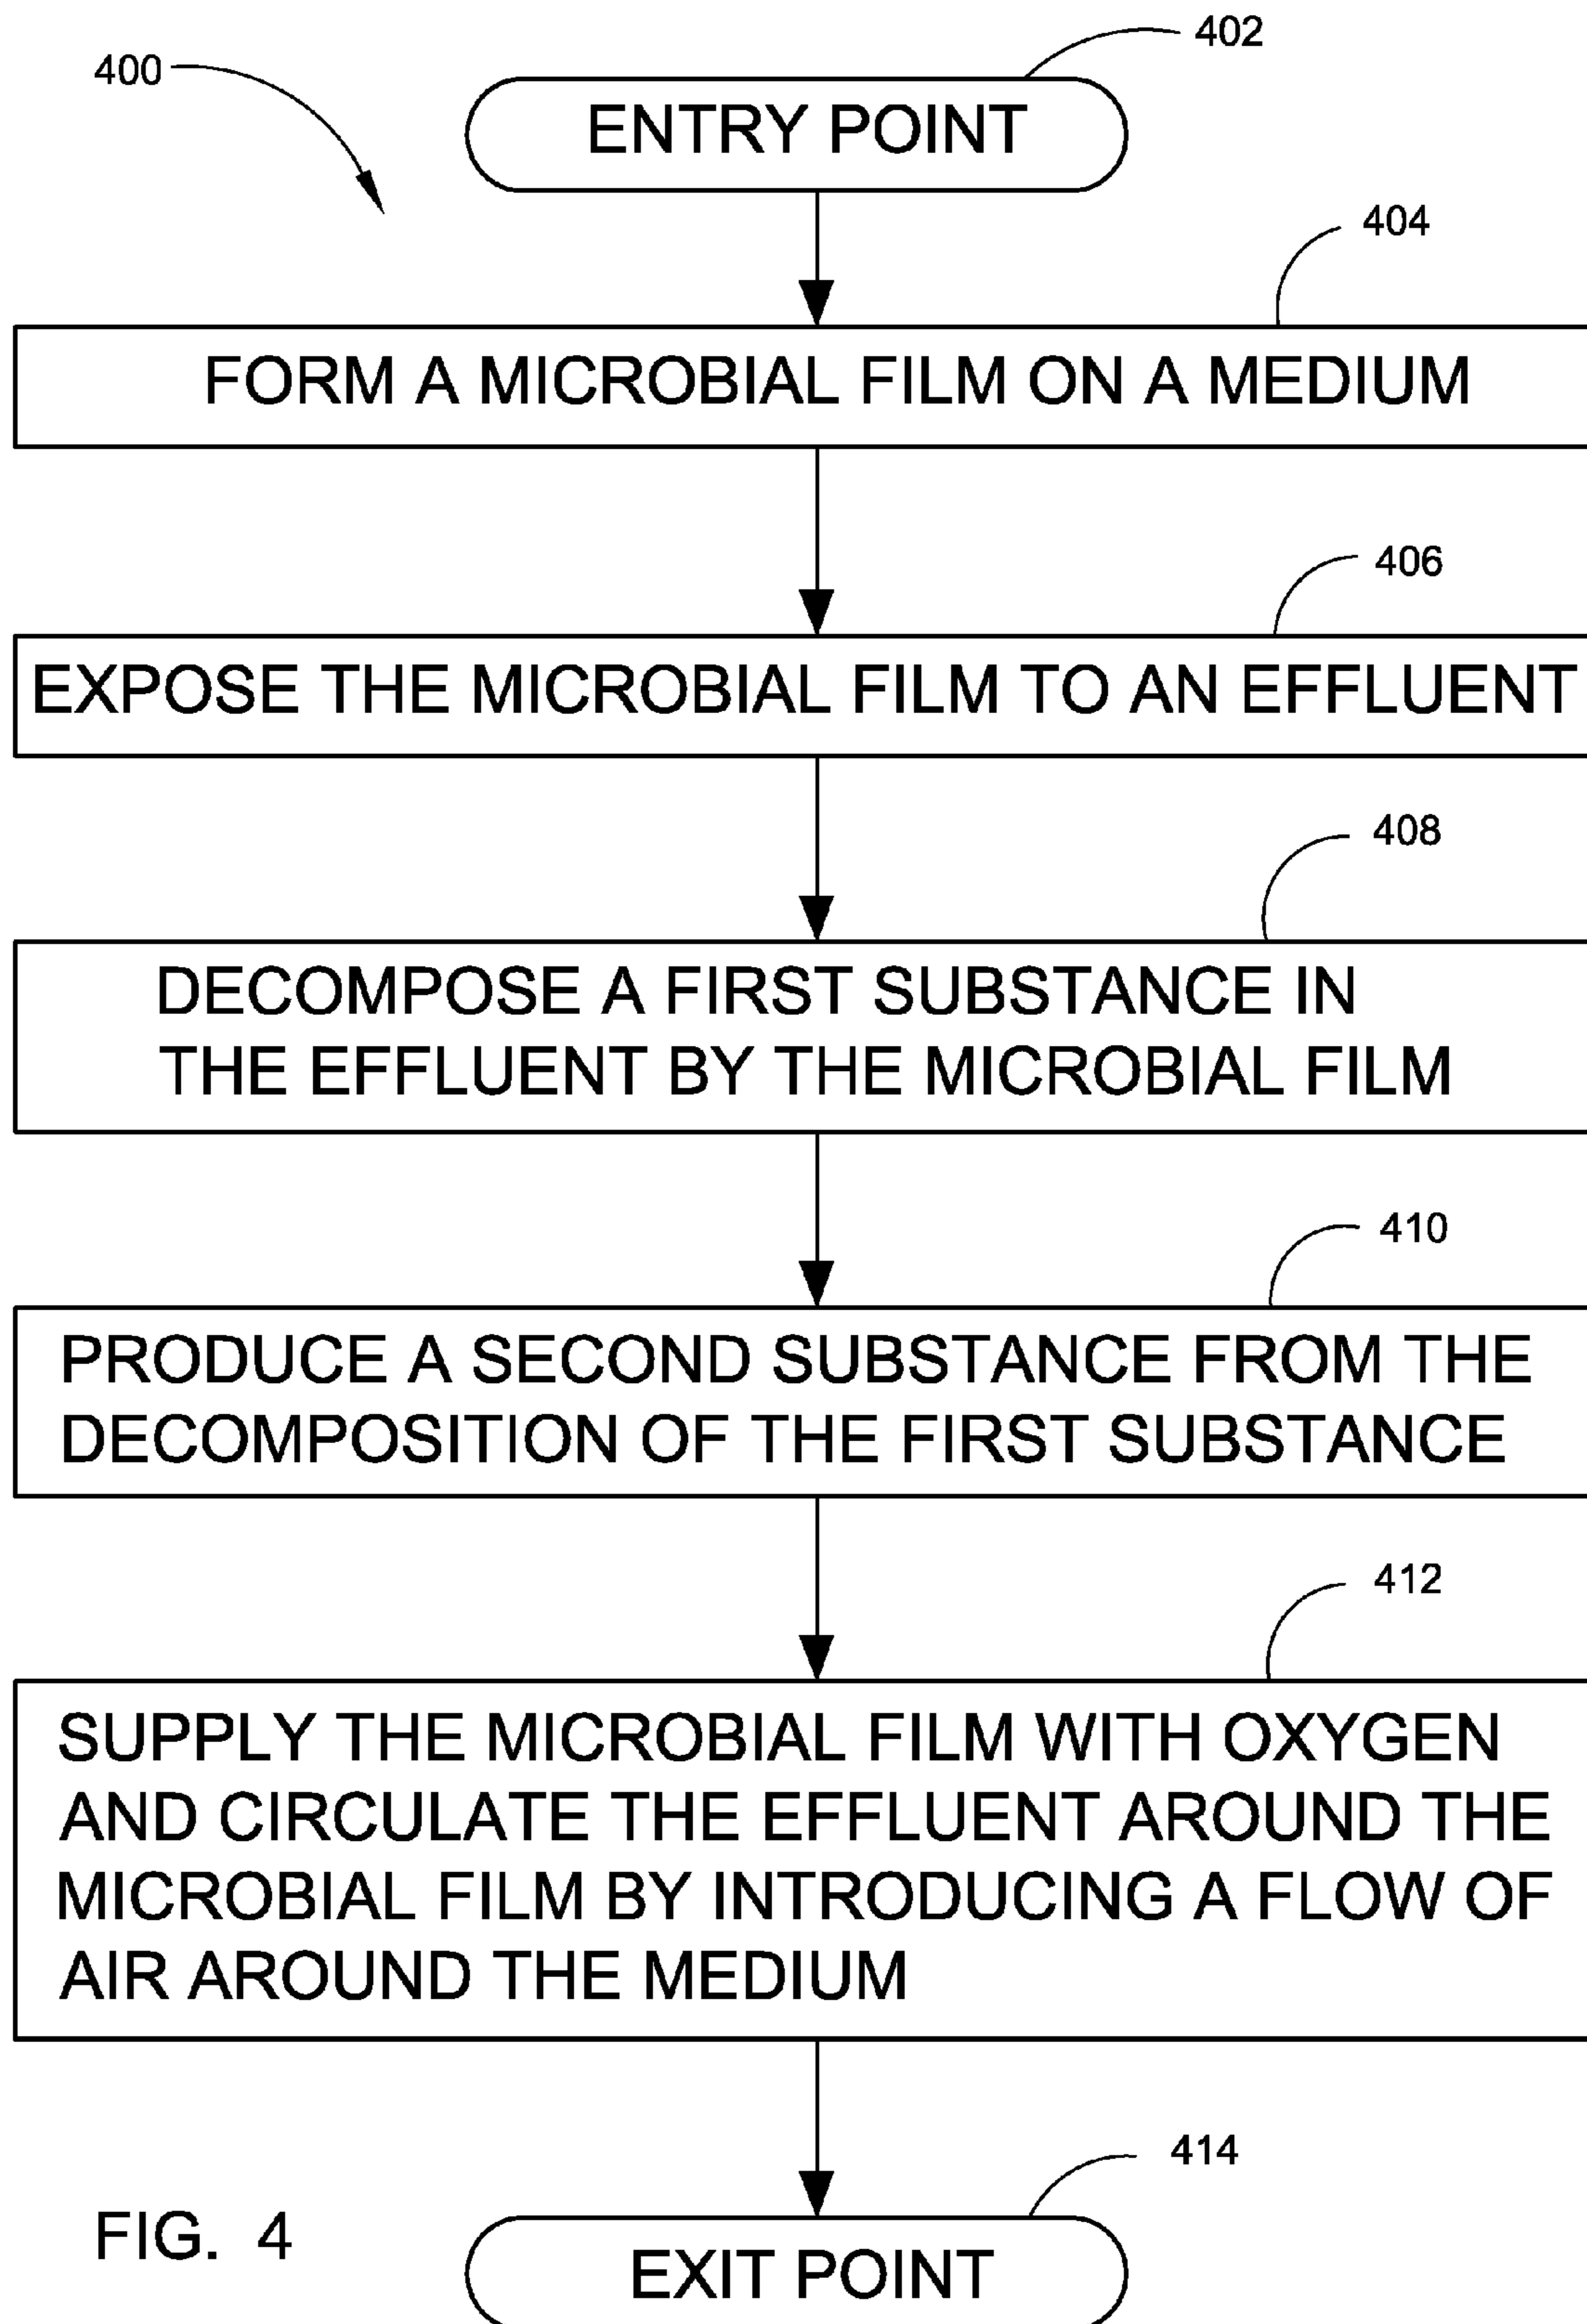 402
400
ENTRY POINT
404
FORM A MICROBIAL FILM ON A MEDIUM
406
EXPOSE THE MICROBIAL FILM TO AN EFFLUENT
408
DECOMPOSE A FIRST SUBSTANCE IN
THE EFFLUENT BY THE MICROBIAL FILM
410
PRODUCE A SECOND SUBSTANCE FROM THE
DECOMPOSITION OF THE FIRST SUBSTANCE
412
SUPPLY THE MICROBIAL FILM WITH OXYGEN
AND CIRCULATE THE EFFLUENT AROUND THE
MICROBIAL FILM BY INTRODUCING A FLOW OF
AIR AROUND THE MEDIUM
414
FIG. 4
EXIT POINT